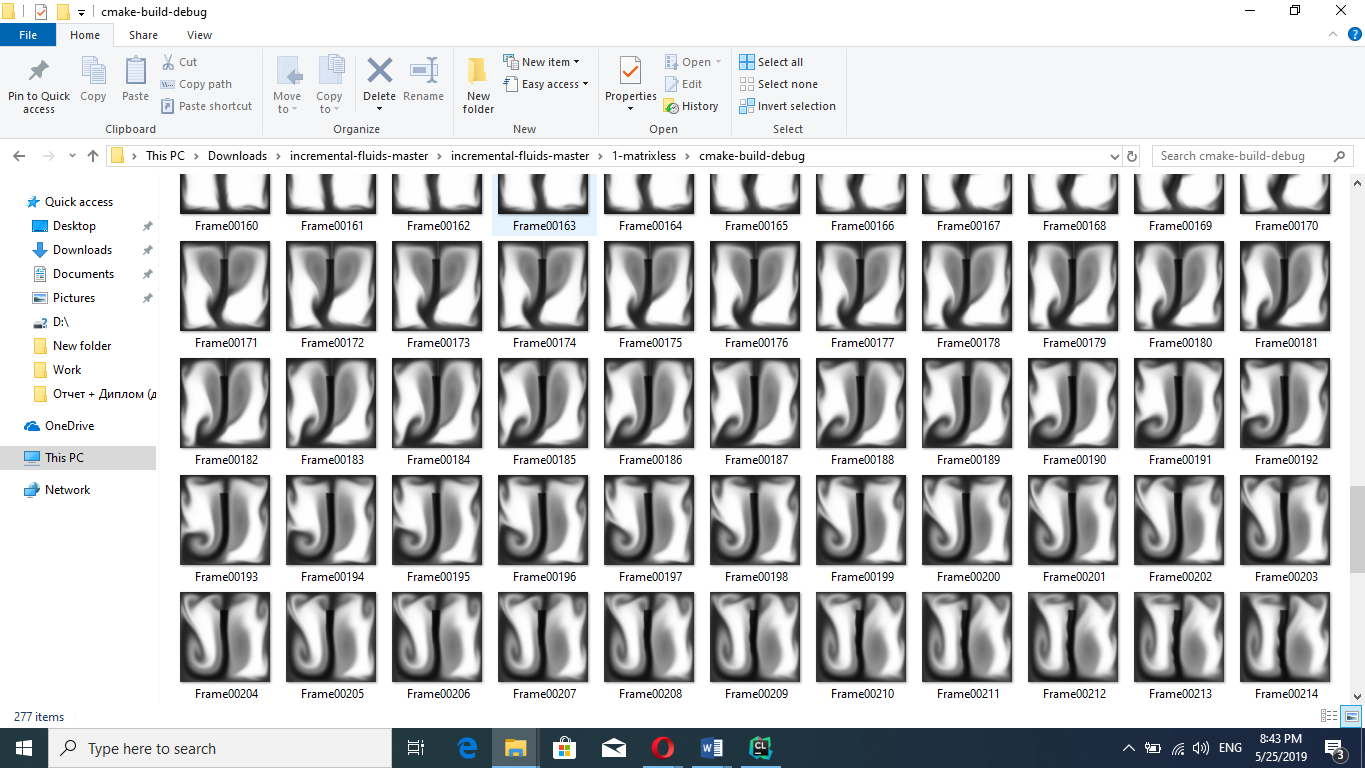 cmake-build-debug
File Home Share View
Pin to Quick access
Copy
Paste
Cut
Copy path
Paste shortcut
Clipboard
Move to
Copy to
Delete
Rename
Organize
New folder
New item
Easy access
New
Properties
Open
Edit
History
Open
Select all
Select none
Invert selection
Select
This PC Downloads incremental-fluids-master incremental-fluids-master 1-matrixless cmake-build-debug
Search cmake-build-debug
Quick access
Desktop
Downloads
Documents
Pictures
D:\
New folder
Work
Отчет + Диплом (д
OneDrive
This PC
Network
Frame00160 Frame00161 Frame00162 Frame00163 Frame00164 Frame00165 Frame00166 Frame00167 Frame00168 Frame00169 Frame00170
Frame00171 Frame00172 Frame00173 Frame00174 Frame00175 Frame00176 Frame00177 Frame00178 Frame00179 Frame00180 Frame00181
Frame00182 Frame00183 Frame00184 Frame00185 Frame00186 Frame00187 Frame00188 Frame00189 Frame00190 Frame00191 Frame00192
Frame00193 Frame00194 Frame00195 Frame00196 Frame00197 Frame00198 Frame00199 Frame00200 Frame00201 Frame00202 Frame00203
Frame00204 Frame00205 Frame00206 Frame00207 Frame00208 Frame00209 Frame00210 Frame00211 Frame00212 Frame00213 Frame00214
277 items
Type here to search
CL
ENG
8:43 PM
5/25/2019
3